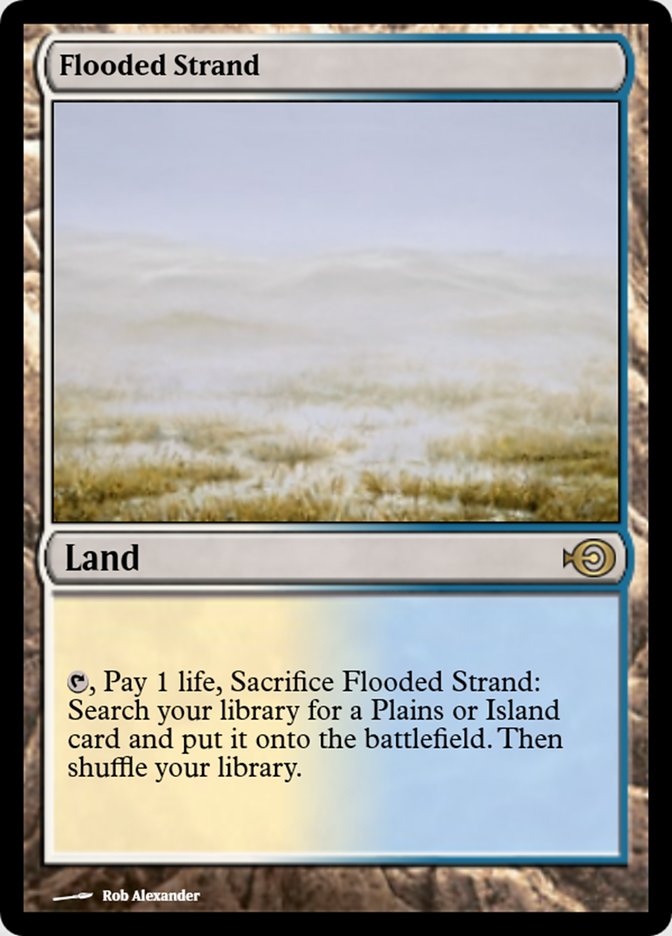 Flooded Strand
Land
, Pay 1 life, Sacrifice Flooded Strand:
Search your library for a Plains or Island
card and put it onto the battlefield. Then
shuffle your library.
Rob Alexander